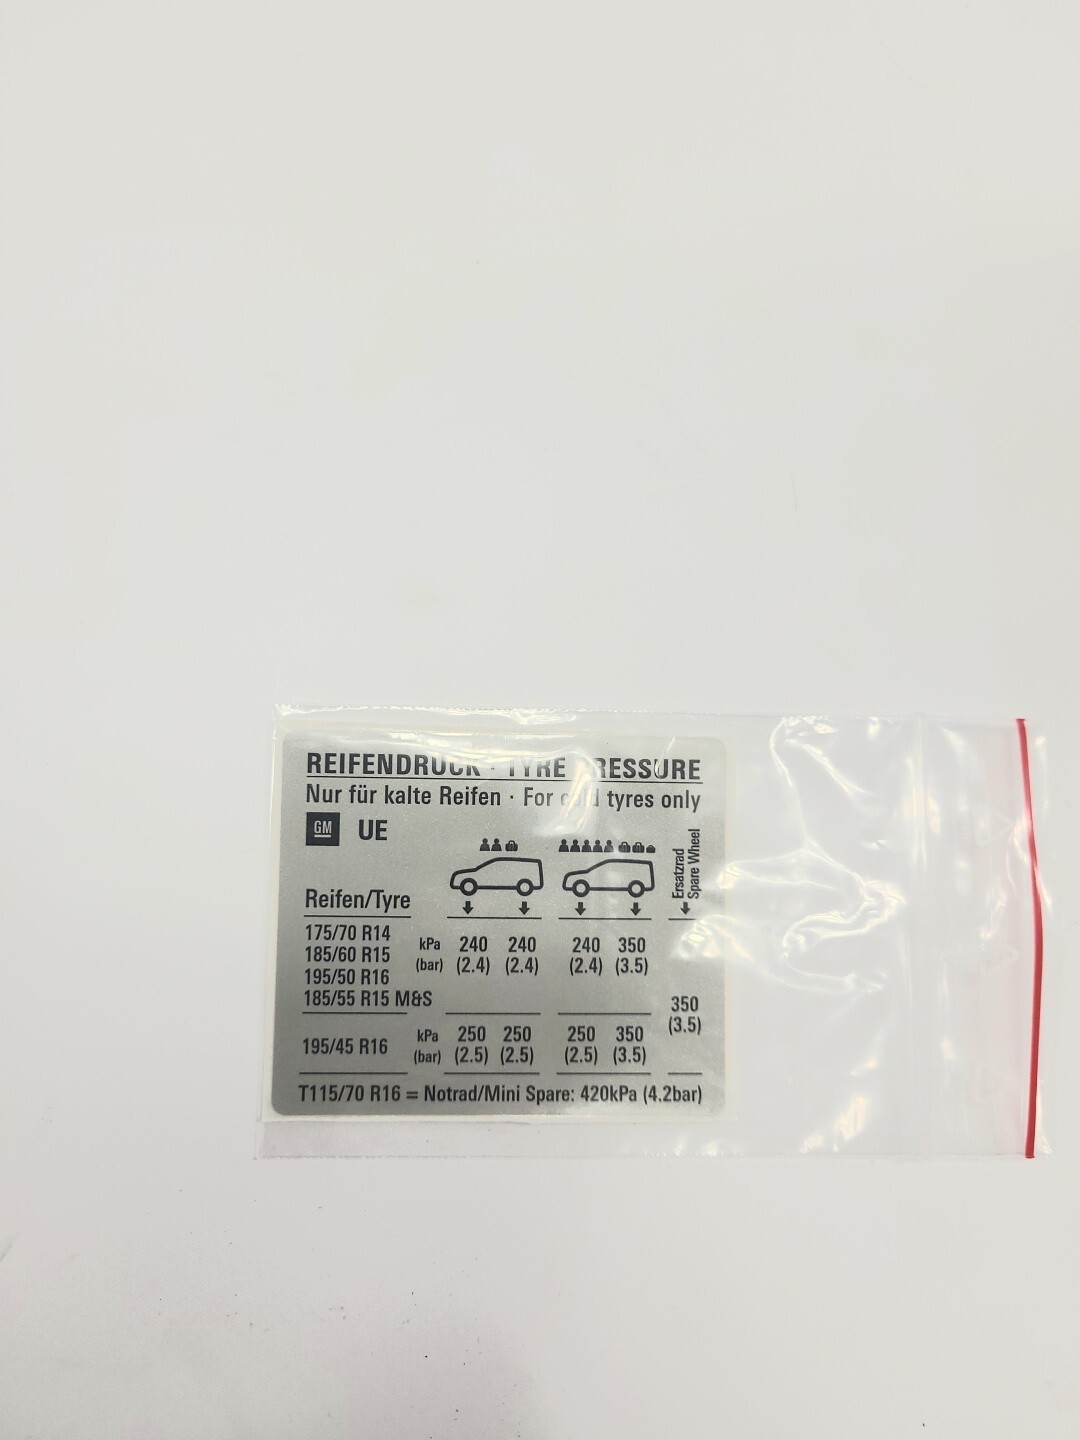 REIFENDRUCK · TYRE PRESSURE
Nur für kalte Reifen · For cold tyres only
GM UE
Ersatzrad
Spare Wheel
Reifen/Tyre
175/70 R14
185/60 R15
195/50 R16
185/55 R15 M&S
kPa 240 240 240 350
(bar) (2.4) (2.4) (2.4) (3.5)
350
(3.5)
195/45 R16
kPa 250 250 250 350
(bar) (2.5) (2.5) (2.5) (3.5)
T115/70 R16 = Notrad/Mini Spare: 420kPa (4.2bar)